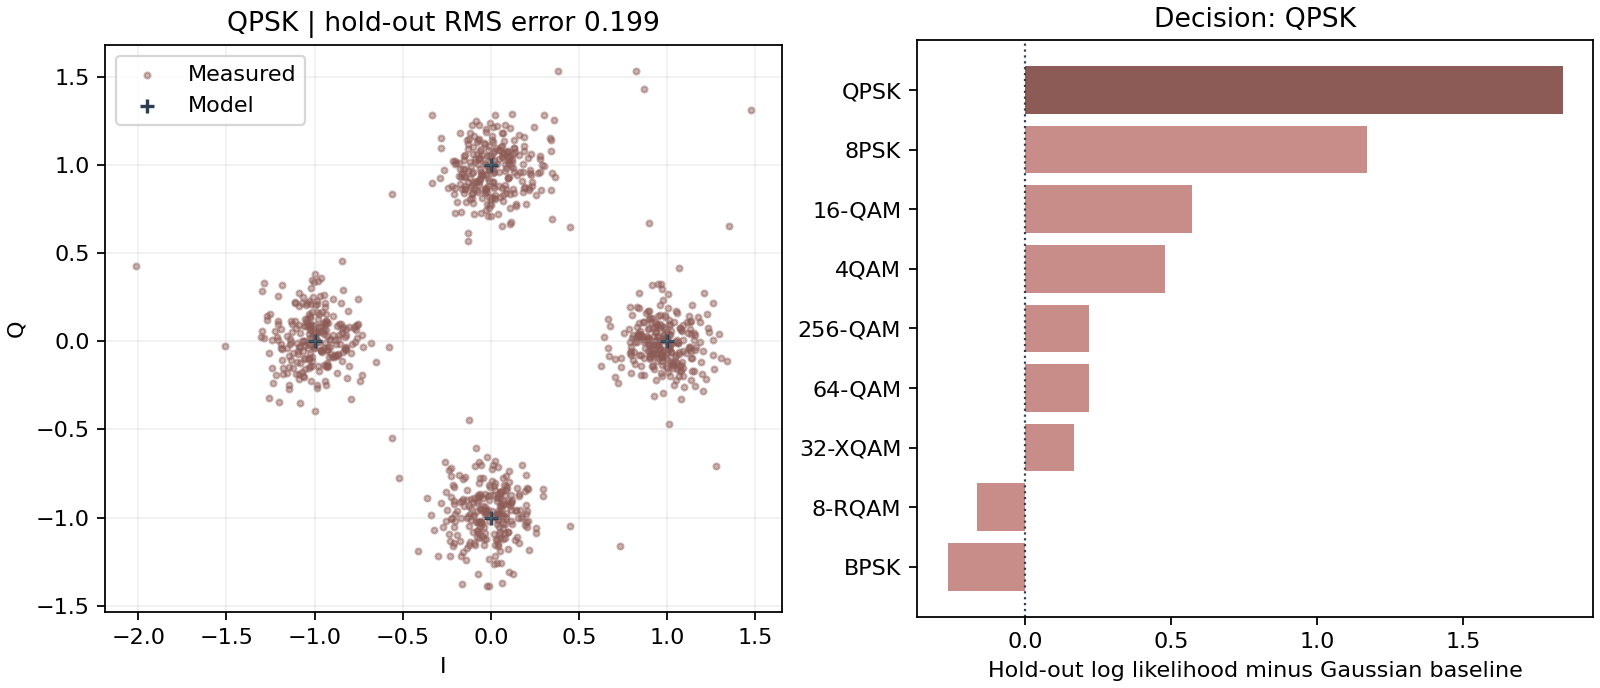 QPSK | hold-out RMS error 0.199
Measured
Model
1.5
1.0
0.5
0.0
−0.5
−1.0
−1.5
Q
−2.0 −1.5 −1.0 −0.5 0.0 0.5 1.0 1.5
I
Decision: QPSK
QPSK
8PSK
16-QAM
4QAM
256-QAM
64-QAM
32-XQAM
8-RQAM
BPSK
0.0 0.5 1.0 1.5
Hold-out log likelihood minus Gaussian baseline